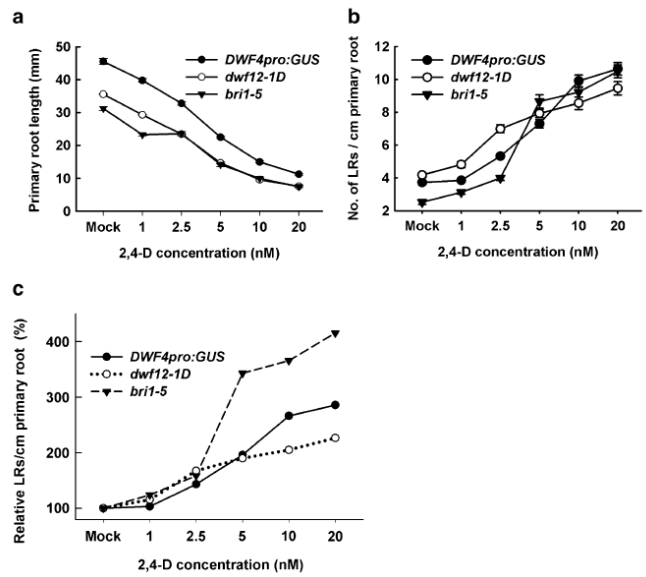 a
Primary root length (mm)
50
40
30
20
10
0
DWF4pro:GUS
dwf12-1D
bri1-5
Mock 1 2.5 5 10 20
2,4-D concentration (nM)
b
No. of LRs / cm primary root
12
10
8
6
4
2
DWF4pro:GUS
dwf12-1D
bri1-5
Mock 1 2.5 5 10 20
2,4-D concentration (nM)
c
Relative LRs/cm primary root (%)
400
300
200
100
DWF4pro:GUS
dwf12-1D
bri1-5
Mock 1 2.5 5 10 20
2,4-D concentration (nM)